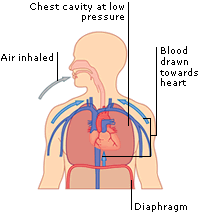 Chest cavity at low
pressure
Air inhaled
Blood
drawn
towards
heart
Diaphragm